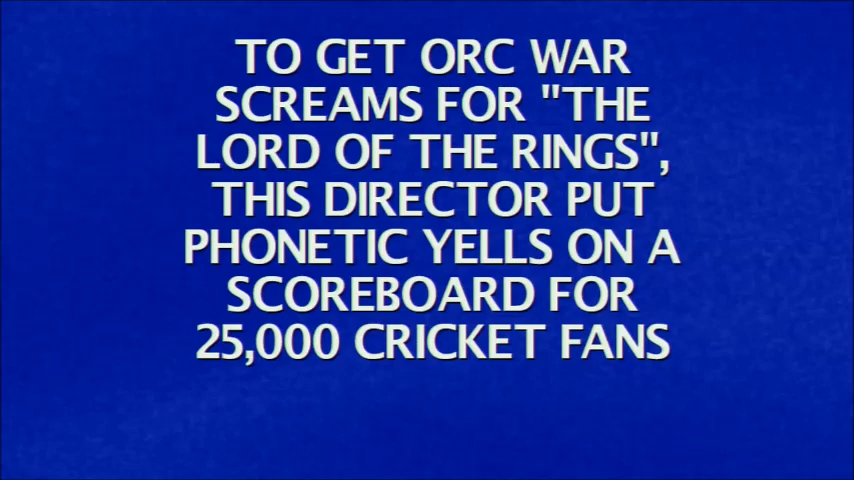 TO GET ORC WAR
SCREAMS FOR "THE
LORD OF THE RINGS",
THIS DIRECTOR PUT
PHONETIC YELLS ON A
SCOREBOARD FOR
25,000 CRICKET FANS